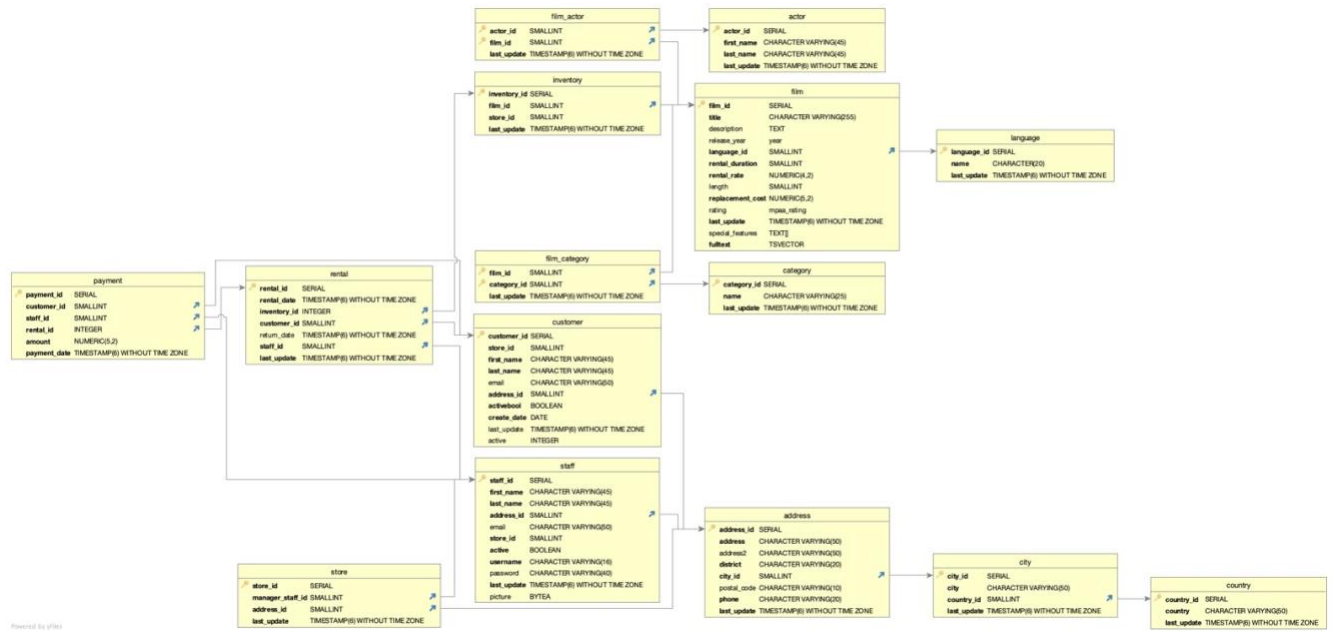 film_actor
actor_id SMALLINT
film_id SMALLINT
last_update TIMESTAMP(6) WITHOUT TIME ZONE
actor
actor_id SERIAL
first_name CHARACTER VARYING(45)
last_name CHARACTER VARYING(45)
last_update TIMESTAMP(6) WITHOUT TIME ZONE
inventory
inventory_id SERIAL
film_id SMALLINT
store_id SMALLINT
last_update TIMESTAMP(6) WITHOUT TIME ZONE
film
film_id SERIAL
title CHARACTER VARYING(255)
description TEXT
release_year year
language_id SMALLINT
rental_duration SMALLINT
rental_rate NUMERIC(4,2)
length SMALLINT
replacement_cost NUMERIC(5,2)
rating mpaa_rating
last_update TIMESTAMP(6) WITHOUT TIME ZONE
special_features TEXT[]
fulltext TSVECTOR
language
language_id SERIAL
name CHARACTER(20)
last_update TIMESTAMP(6) WITHOUT TIME ZONE
film_category
film_id SMALLINT
category_id SMALLINT
last_update TIMESTAMP(6) WITHOUT TIME ZONE
category
category_id SERIAL
name CHARACTER VARYING(25)
last_update TIMESTAMP(6) WITHOUT TIME ZONE
payment
payment_id SERIAL
customer_id SMALLINT
staff_id SMALLINT
rental_id INTEGER
amount NUMERIC(5,2)
payment_date TIMESTAMP(6) WITHOUT TIME ZONE
rental
rental_id SERIAL
rental_date TIMESTAMP(6) WITHOUT TIME ZONE
inventory_id INTEGER
customer_id SMALLINT
return_date TIMESTAMP(6) WITHOUT TIME ZONE
staff_id SMALLINT
last_update TIMESTAMP(6) WITHOUT TIME ZONE
customer
customer_id SERIAL
store_id SMALLINT
first_name CHARACTER VARYING(45)
last_name CHARACTER VARYING(45)
email CHARACTER VARYING(50)
address_id SMALLINT
activebool BOOLEAN
create_date DATE
last_update TIMESTAMP(6) WITHOUT TIME ZONE
active INTEGER
staff
staff_id SERIAL
first_name CHARACTER VARYING(45)
last_name CHARACTER VARYING(45)
address_id SMALLINT
email CHARACTER VARYING(50)
store_id SMALLINT
active BOOLEAN
username CHARACTER VARYING(16)
password CHARACTER VARYING(40)
last_update TIMESTAMP(6) WITHOUT TIME ZONE
picture BYTEA
store
store_id SERIAL
manager_staff_id SMALLINT
address_id SMALLINT
last_update TIMESTAMP(6) WITHOUT TIME ZONE
address
address_id SERIAL
address CHARACTER VARYING(50)
address2 CHARACTER VARYING(50)
district CHARACTER VARYING(20)
city_id SMALLINT
postal_code CHARACTER VARYING(10)
phone CHARACTER VARYING(20)
last_update TIMESTAMP(6) WITHOUT TIME ZONE
city
city_id SERIAL
city CHARACTER VARYING(50)
country_id SMALLINT
last_update TIMESTAMP(6) WITHOUT TIME ZONE
country
country_id SERIAL
country CHARACTER VARYING(50)
last_update TIMESTAMP(6) WITHOUT TIME ZONE
Powered by yFiles